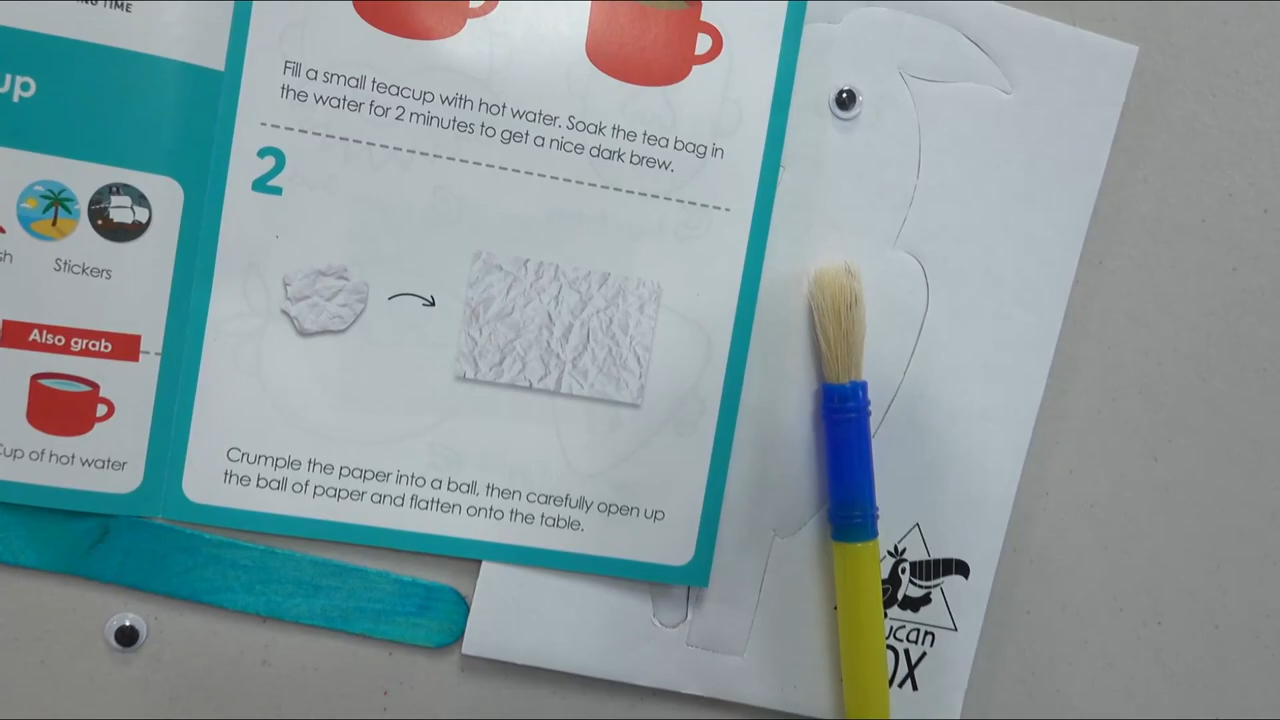 TIME
up
Stickers
Also grab
Cup of hot water
Fill a small teacup with hot water. Soak the tea bag in
the water for 2 minutes to get a nice dark brew.
2
Crumple the paper into a ball, then carefully open up
the ball of paper and flatten onto the table.
ucan
OX